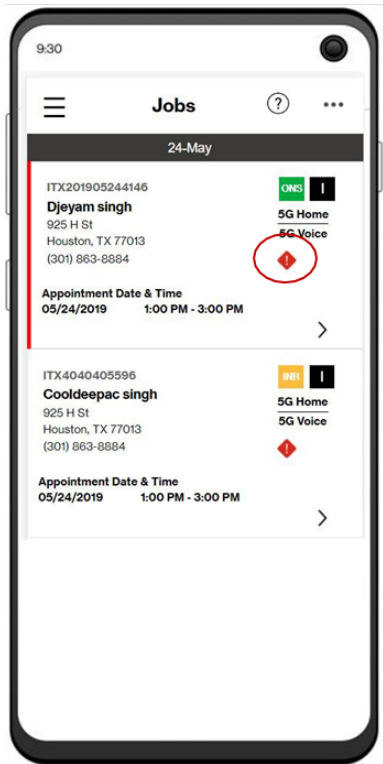 9:30
Jobs ?
24-May
ITX201905244146 ONS I
Djeyam singh 5G Home
925 H St 5G Voice
Houston, TX 77013
(301) 863-8884 !
Appointment Date & Time
05/24/2019 1:00 PM - 3:00 PM
ITX4040405596 INR I
Cooldeepac singh 5G Home
925 H St 5G Voice
Houston, TX 77013
(301) 863-8884 !
Appointment Date & Time
05/24/2019 1:00 PM - 3:00 PM